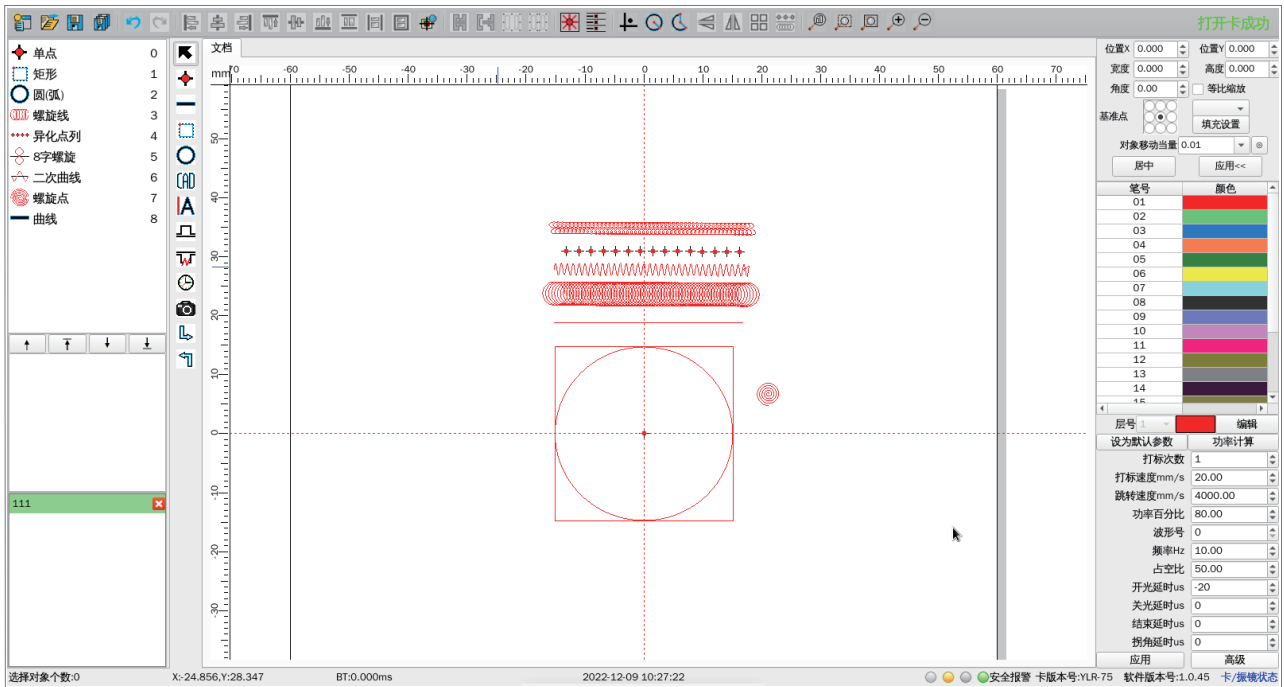 打开卡成功
单点 0
矩形 1
圆(弧) 2
螺旋线 3
异化点列 4
8字螺旋 5
二次曲线 6
螺旋点 7
曲线 8
111
文档
mm
-60 -50 -40 -30 -20 -10 0 10 20 30 40 50 60 70
50
40
30
20
10
0
-10
-20
-30
位置X 0.000 位置Y 0.000
宽度 0.000 高度 0.000
角度 0.00 等比缩放
基准点
填充设置
对象移动当量 0.01
居中 应用<<
笔号 颜色
01
02
03
04
05
06
07
08
09
10
11
12
13
14
15
层号 1 编辑
设为默认参数 功率计算
打标次数 1
打标速度mm/s 20.00
跳转速度mm/s 4000.00
功率百分比 80.00
波形号 0
频率Hz 10.00
占空比 50.00
开光延时us -20
关光延时us 0
结束延时us 0
拐角延时us 0
应用 高级
选择对象个数:0 X:-24.856,Y:28.347 BT:0.000ms 2022-12-09 10:27:22 安全报警 卡版本号:YLR-75 软件版本号:1.0.45 卡/振镜状态